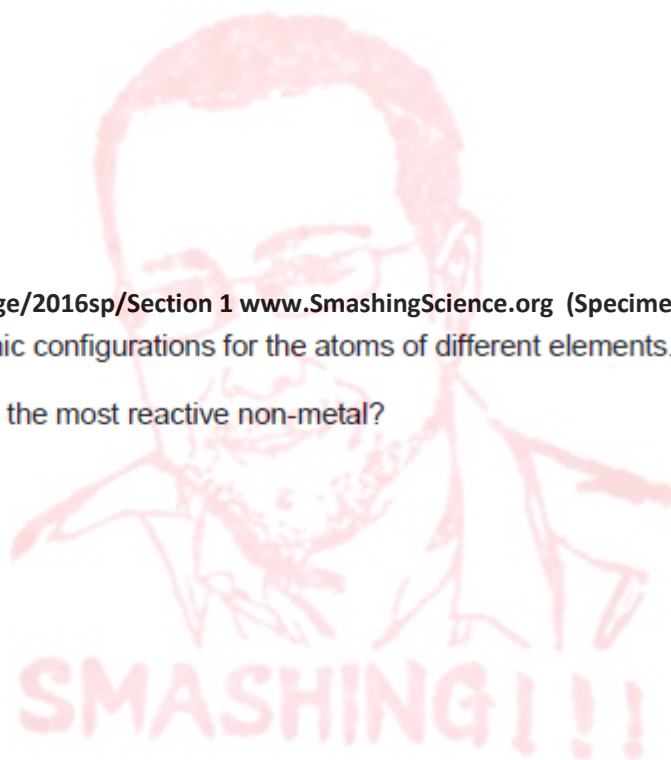 ge/2016sp/Section 1 www.SmashingScience.org (Specime
ic configurations for the atoms of different elements.
the most reactive non-metal?
SMASHING!!!